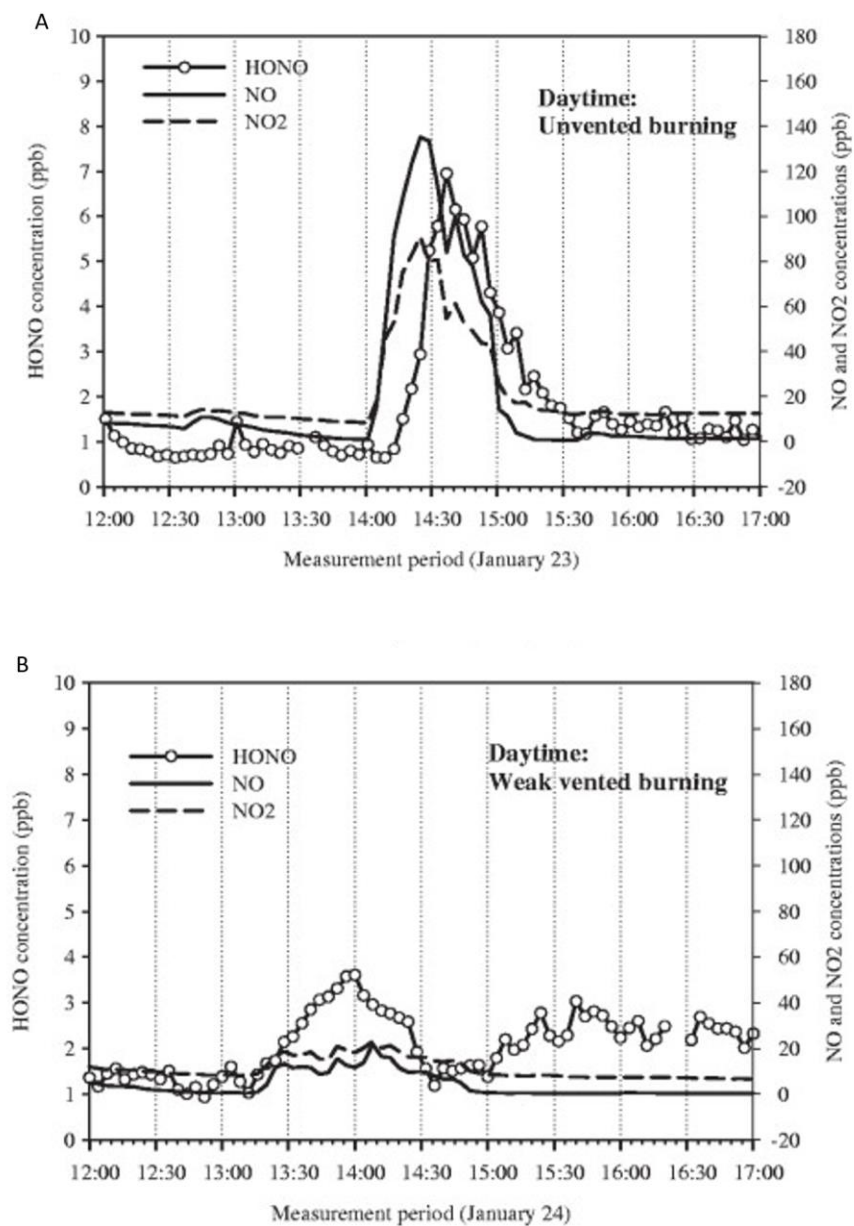 A
10
9
8
7
6
5
4
3
2
1
0
HONO concentration (ppb)
HONO
NO
NO2
Daytime:
Unvented burning
180
160
140
120
100
80
60
40
20
0
-20
NO and NO2 concentrations (ppb)
12:00 12:30 13:00 13:30 14:00 14:30 15:00 15:30 16:00 16:30 17:00
Measurement period (January 23)
B
10
9
8
7
6
5
4
3
2
1
0
HONO concentration (ppb)
HONO
NO
NO2
Daytime:
Weak vented burning
180
160
140
120
100
80
60
40
20
0
-20
NO and NO2 concentrations (ppb)
12:00 12:30 13:00 13:30 14:00 14:30 15:00 15:30 16:00 16:30 17:00
Measurement period (January 24)